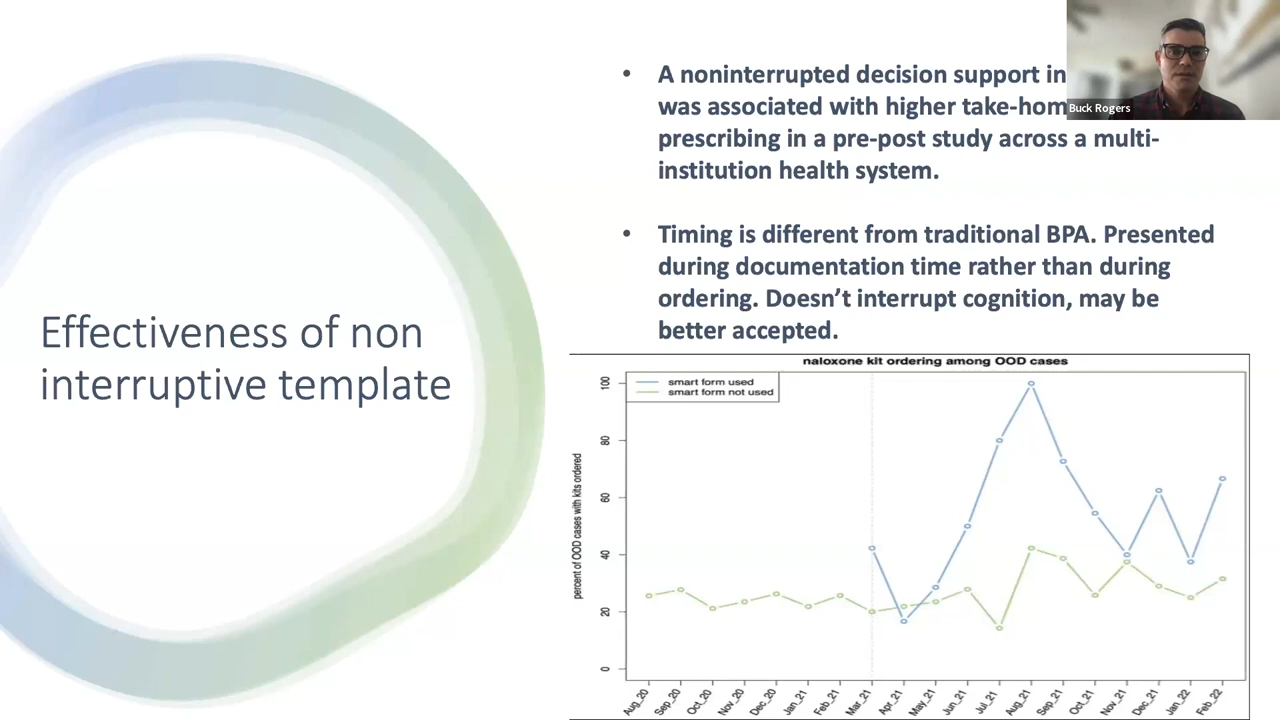 Effectiveness of non
interruptive template
• A noninterrupted decision support in
was associated with higher take-hom
prescribing in a pre-post study across a multi-
institution health system.
• Timing is different from traditional BPA. Presented
during documentation time rather than during
ordering. Doesn't interrupt cognition, may be
better accepted.
Buck Rogers
naloxone kit ordering among OOD cases
smart form used
smart form not used
percent of OOD cases with kits ordered
100
80
60
40
20
0
Aug_20
Sep_20
Oct_20
Nov_20
Dec_20
Jan_21
Feb_21
Mar_21
Apr_21
May_21
Jun_21
Jul_21
Aug_21
Sep_21
Oct_21
Nov_21
Dec_21
Jan_22
Feb_22